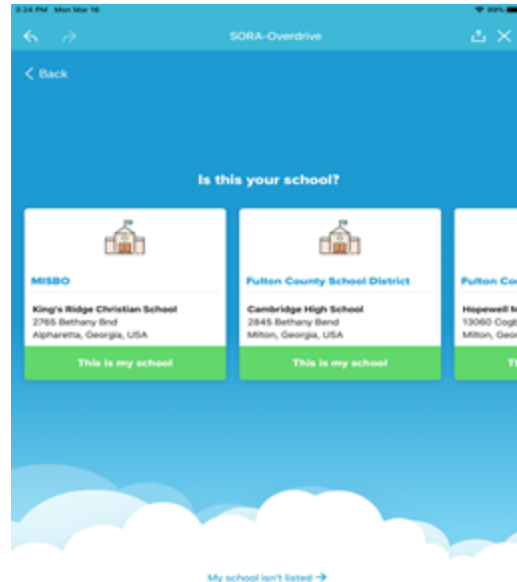 3:24 PM Mon Mar 16
99%
SORA-Overdrive
Back
Is this your school?
MISBO
King's Ridge Christian School
2765 Bethany Bnd
Alpharetta, Georgia, USA
This is my school
Fulton County School District
Cambridge High School
2845 Bethany Bend
Milton, Georgia, USA
This is my school
Fulton Co
Hopewell M
13060 Cogb
Milton, Geor
Th
My school isn't listed →